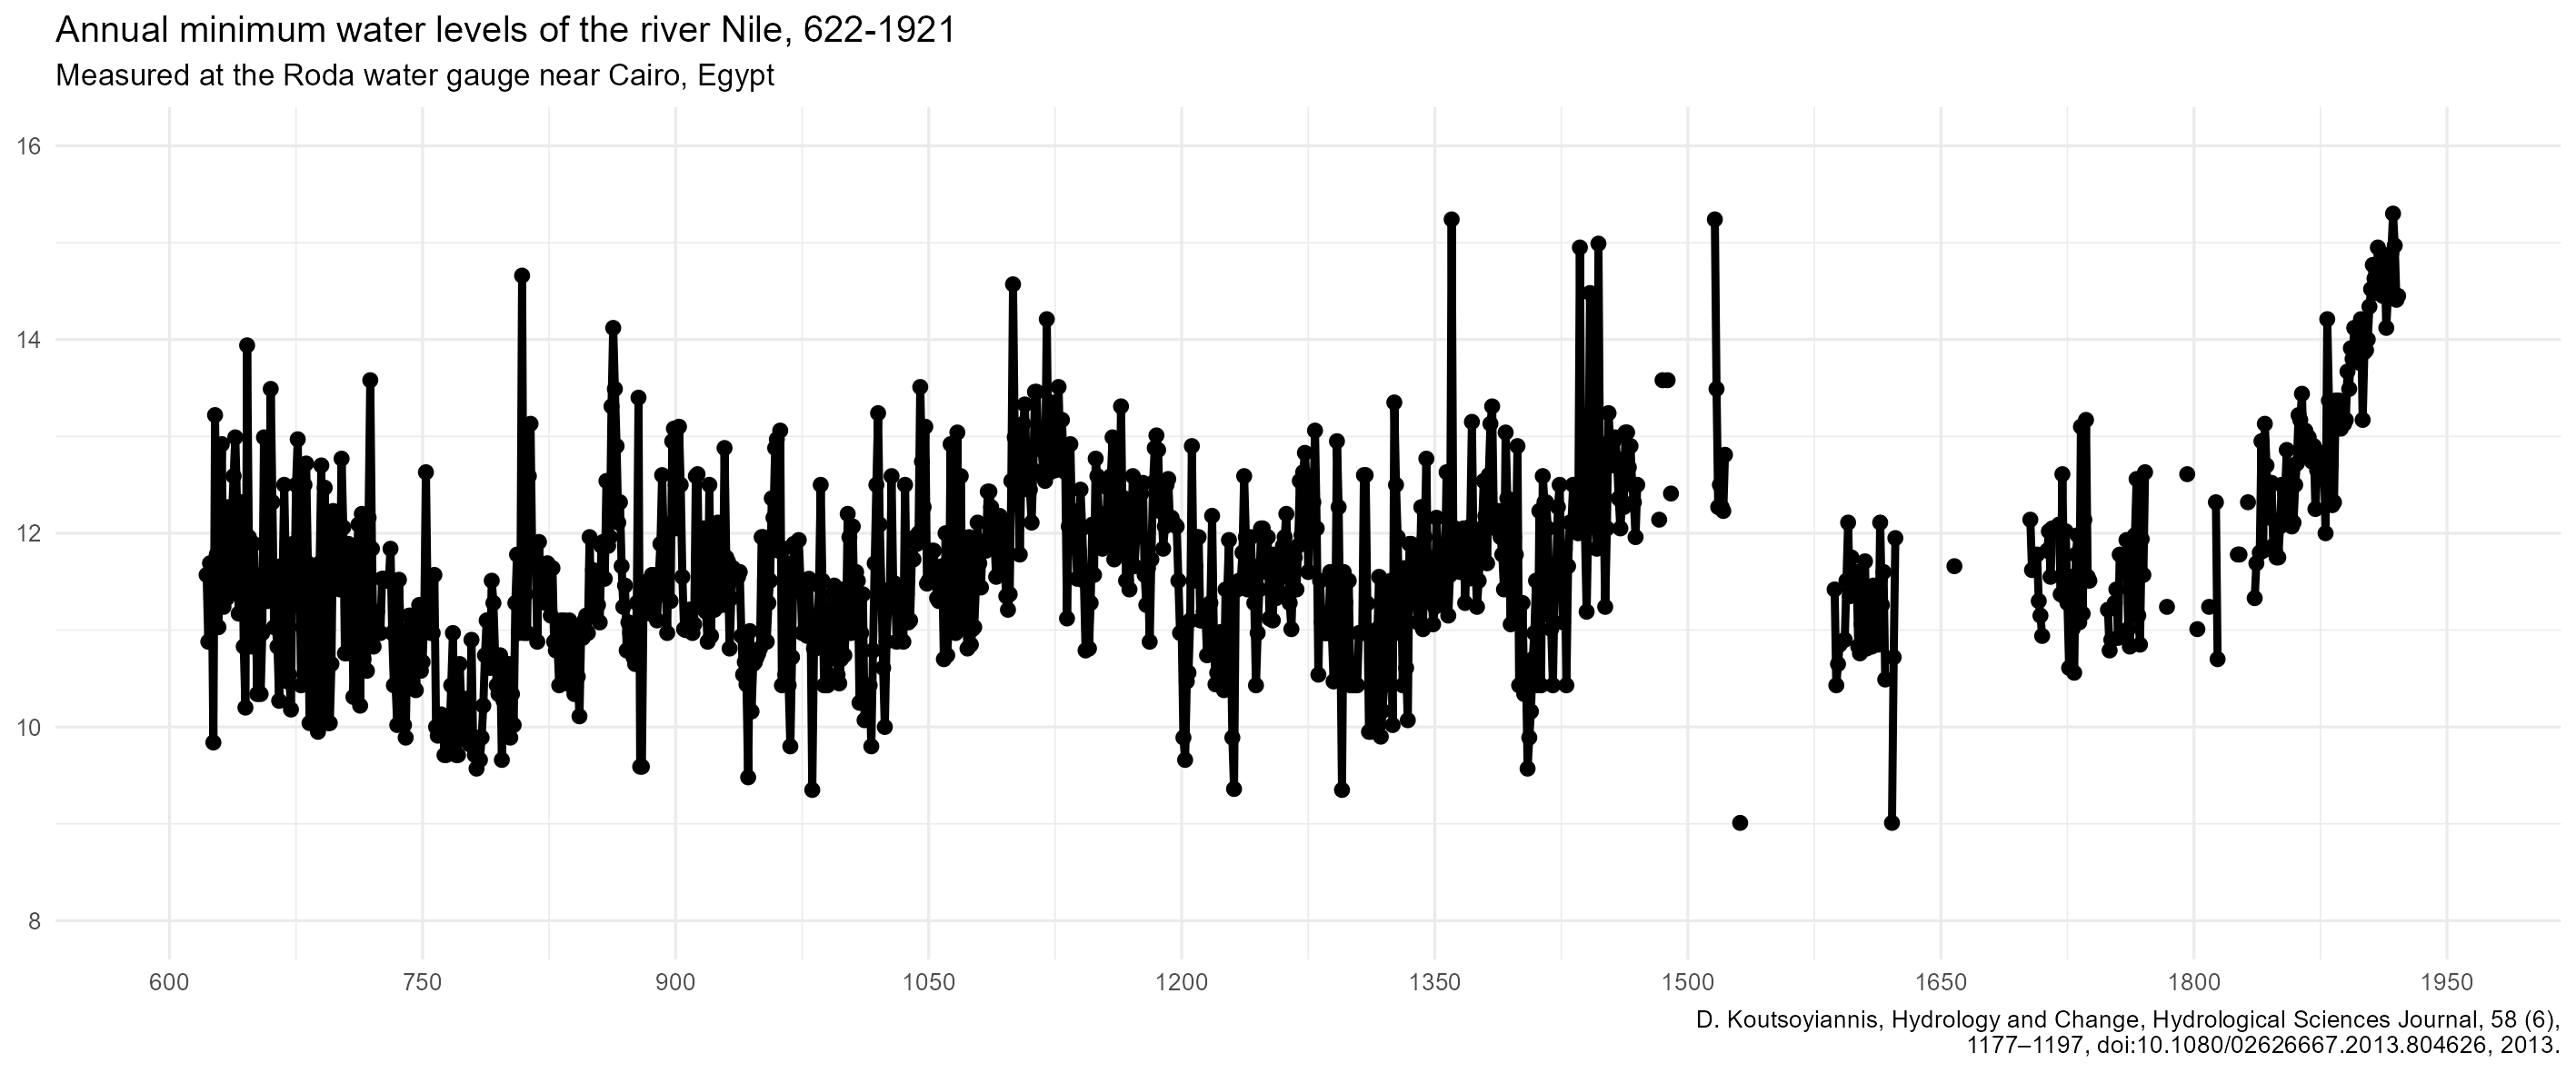 Annual minimum water levels of the river Nile, 622-1921
Measured at the Roda water gauge near Cairo, Egypt
16
14
12
10
8
600 750 900 1050 1200 1350 1500 1650 1800 1950
D. Koutsoyiannis, Hydrology and Change, Hydrological Sciences Journal, 58 (6),
1177–1197, doi:10.1080/02626667.2013.804626, 2013.